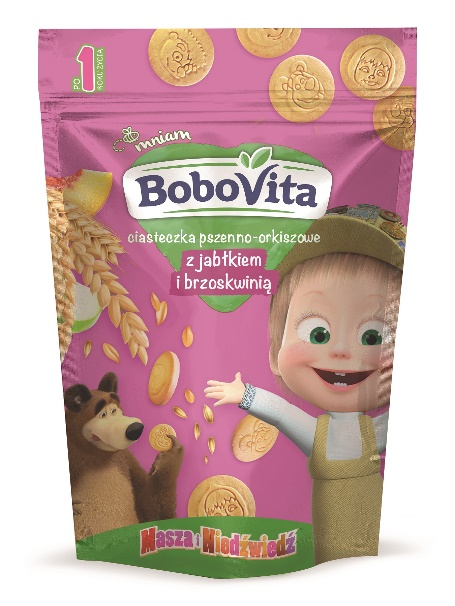 PO 1 ROKU ŻYCIA
mniam
BoboVita
ciasteczka pszenno-orkiszowe
z jabłkiem
i brzoskwinią
Masza i Niedźwiedź